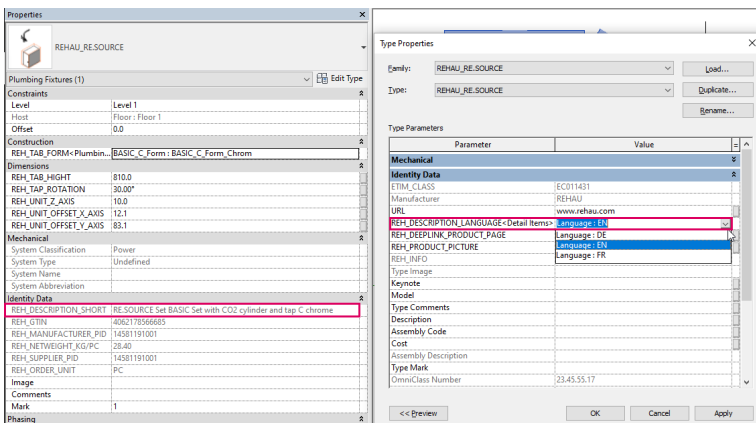 Properties
REHAU_RE.SOURCE
Plumbing Fixtures (1)
Edit Type
Constraints
Level Level 1
Host Floor : Floor 1
Offset 0.0
Construction
REH_TAB_FORM<Plumbin... BASIC_C_Form : BASIC_C_Form_Chrom
Dimensions
REH_TAB_HIGHT 810.0
REH_TAP_ROTATION 30.00°
REH_UNIT_Z_AXIS 10.0
REH_UNIT_OFFSET_X_AXIS 12.1
REH_UNIT_OFFSET_Y_AXIS 83.1
Mechanical
System Classification Power
System Type Undefined
System Name
System Abbreviation
Identity Data
REH_DESCRIPTION_SHORT RE.SOURCE Set BASIC Set with CO2 cylinder and tap C chrome
REH_GTIN 4062178566685
REH_MANUFACTURER_PID 14581191001
REH_NETWEIGHT_KG/PC 28.40
REH_SUPPLIER_PID 14581191001
REH_ORDER_UNIT PC
Image
Comments
Mark 1
Phasing
Type Properties
Family: REHAU_RE.SOURCE Load...
Type: REHAU_RE.SOURCE Duplicate...
Rename...
Type Parameters
Parameter Value =
Mechanical
Identity Data
ETIM_CLASS EC011431
Manufacturer REHAU
URL www.rehau.com
REH_DESCRIPTION_LANGUAGE<Detail Items> Language : EN
REH_DEEPLINK_PRODUCT_PAGE Language : DE
REH_PRODUCT_PICTURE Language : EN
REH_INFO Language : FR
Type Image
Keynote
Model
Type Comments
Description
Assembly Code
Cost
Assembly Description
Type Mark
OmniClass Number 23.45.55.17
<< Preview OK Cancel Apply